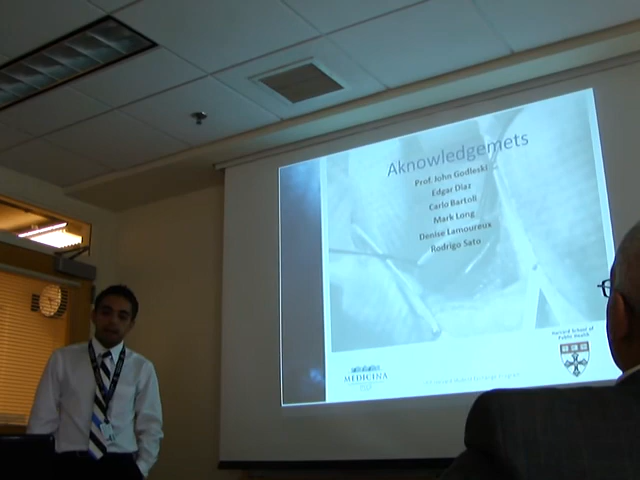 Aknowledgemets
Prof. John Godleski
Edgar Diaz
Carlo Bartoli
Mark Long
Denise Lamoureux
Rodrigo Sato
Harvard School of
Public Health
MEDICINA